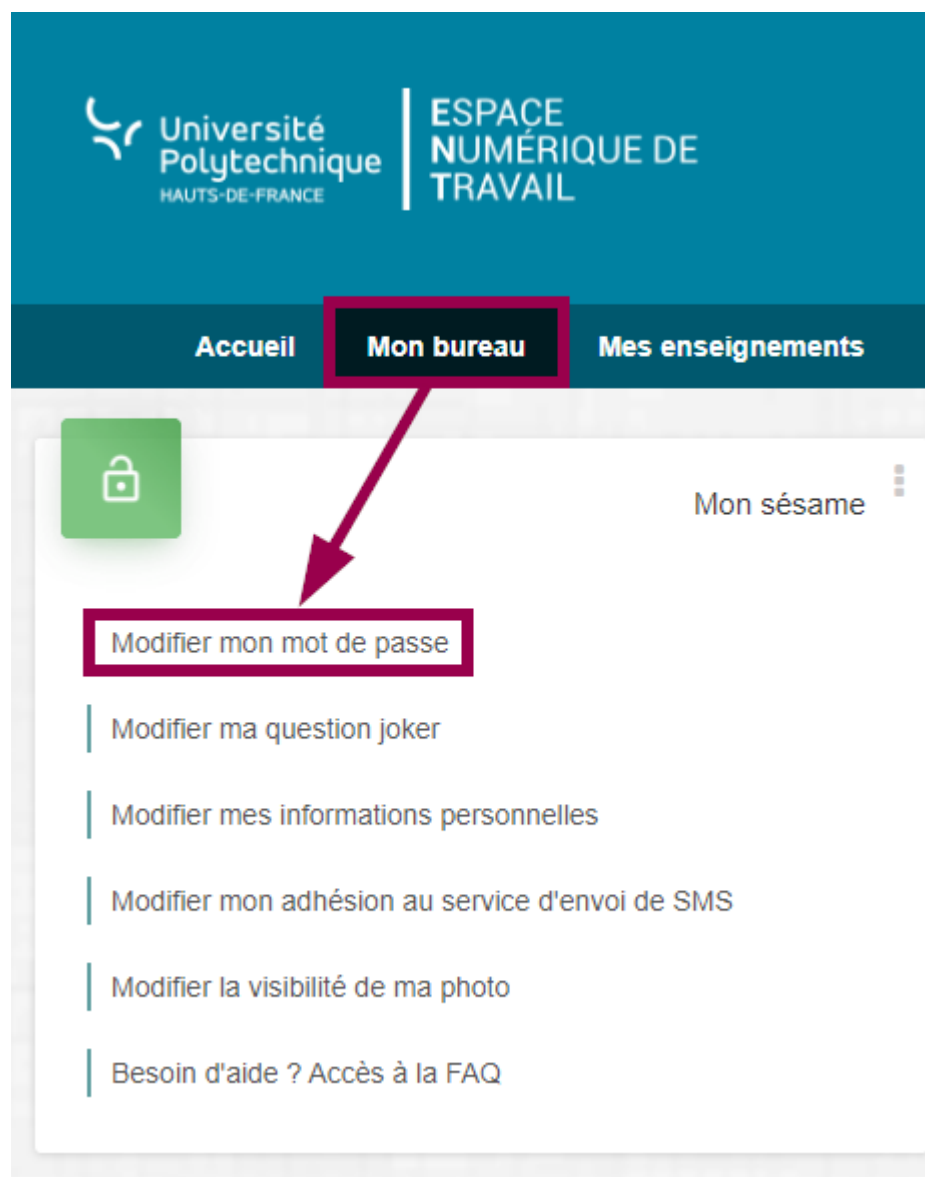 Université
Polytechnique
HAUTS-DE-FRANCE
ESPACE
NUMÉRIQUE DE
TRAVAIL
Accueil Mon bureau Mes enseignements
Mon sésame
Modifier mon mot de passe
Modifier ma question joker
Modifier mes informations personnelles
Modifier mon adhésion au service d'envoi de SMS
Modifier la visibilité de ma photo
Besoin d'aide ? Accès à la FAQ